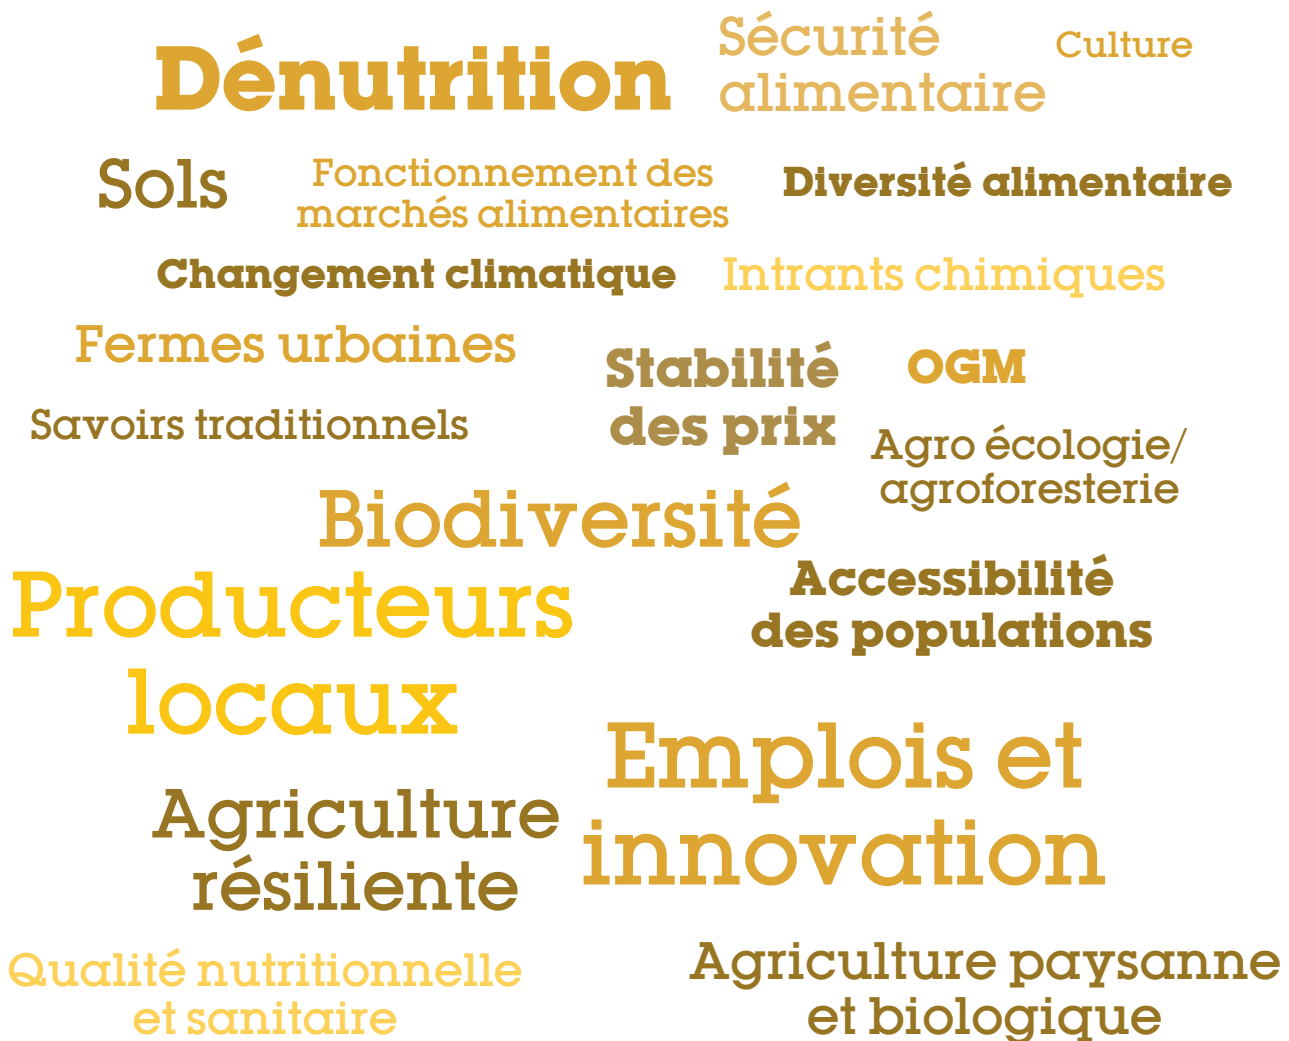 Dénutrition
Sécurité
alimentaire
Culture
Sols
Fonctionnement des
marchés alimentaires
Diversité alimentaire
Changement climatique
Intrants chimiques
Fermes urbaines
Stabilité
des prix
OGM
Savoirs traditionnels
Agro écologie/
agroforesterie
Biodiversité
Producteurs
locaux
Accessibilité
des populations
Emplois et
innovation
Agriculture
résiliente
Qualité nutritionnelle
et sanitaire
Agriculture paysanne
et biologique